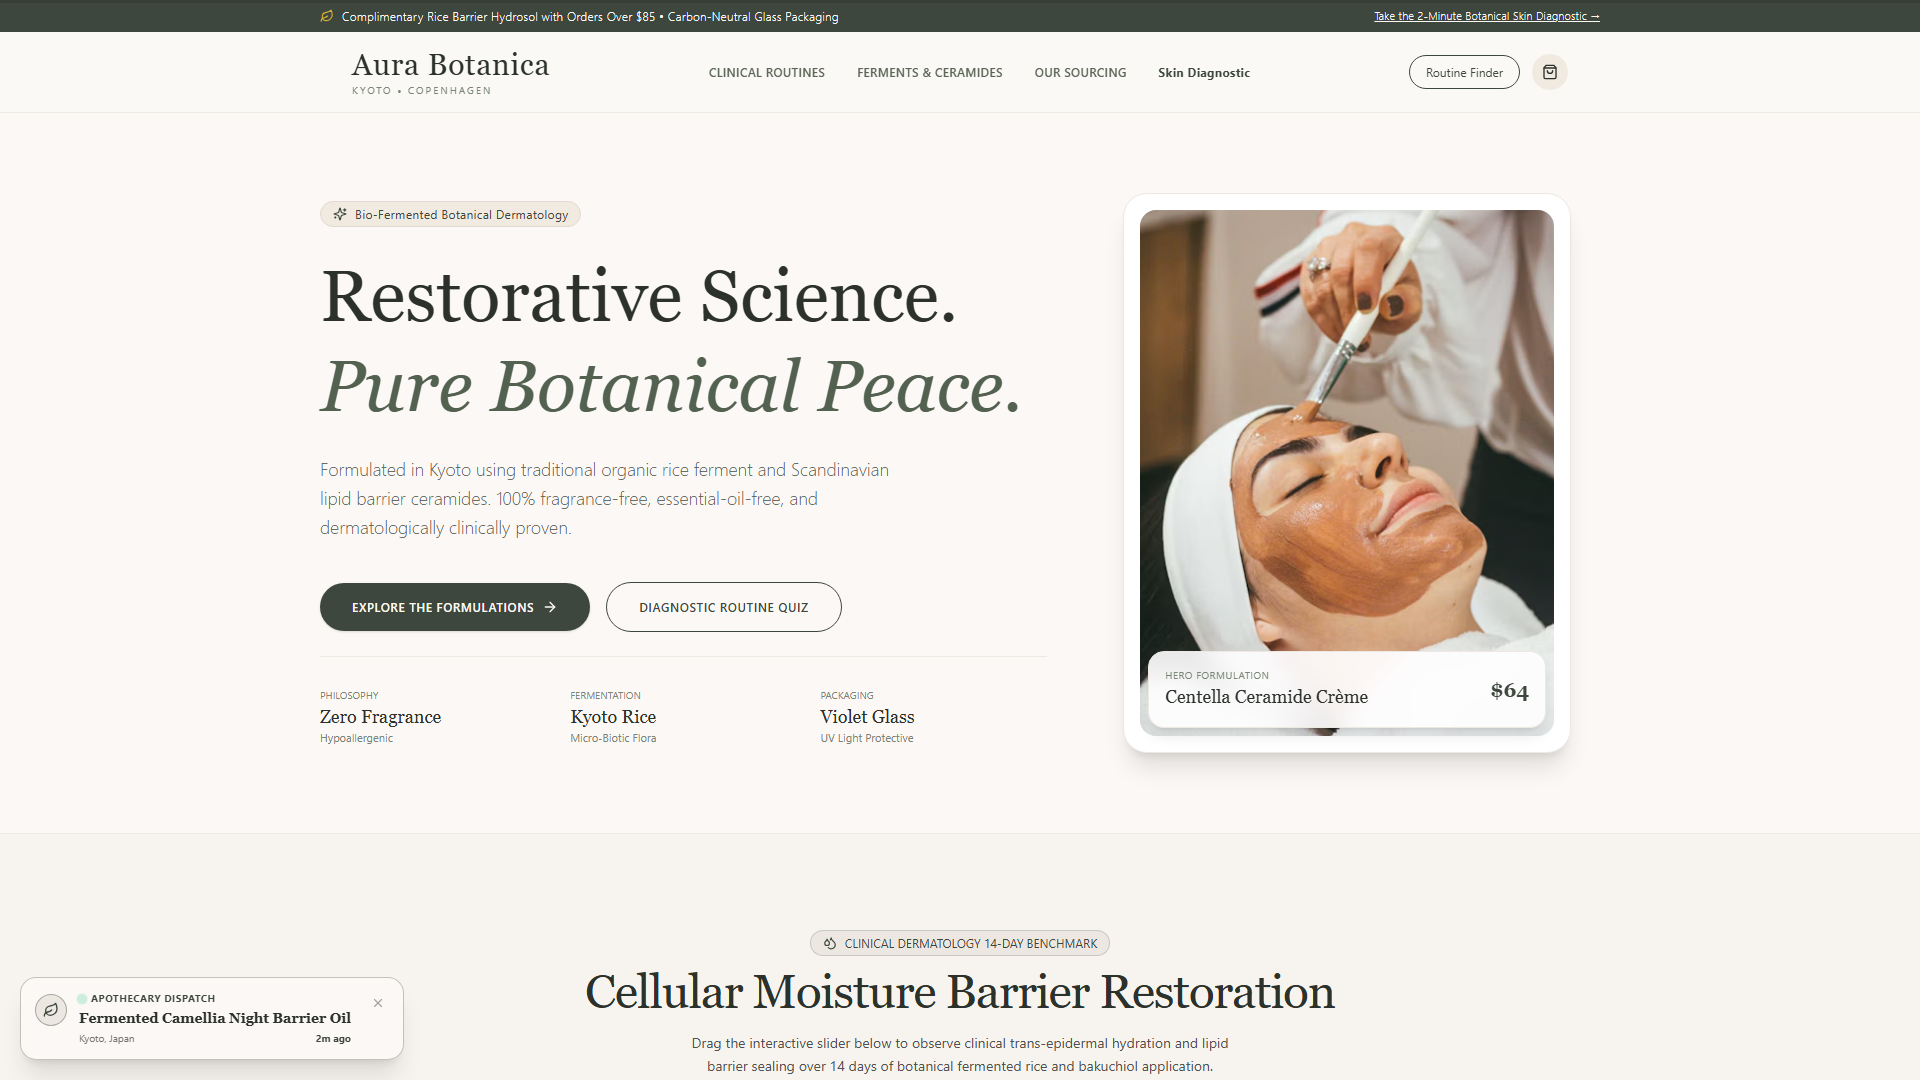 Complimentary Rice Barrier Hydrosol with Orders Over $85 • Carbon-Neutral Glass Packaging
Take the 2-Minute Botanical Skin Diagnostic →
Aura Botanica
KYOTO • COPENHAGEN
CLINICAL ROUTINES
FERMENTS & CERAMIDES
OUR SOURCING
Skin Diagnostic
Routine Finder
Bio-Fermented Botanical Dermatology
Restorative Science.
Pure Botanical Peace.
Formulated in Kyoto using traditional organic rice ferment and Scandinavian
lipid barrier ceramides. 100% fragrance-free, essential-oil-free, and
dermatologically clinically proven.
EXPLORE THE FORMULATIONS →
DIAGNOSTIC ROUTINE QUIZ
PHILOSOPHY
Zero Fragrance
Hypoallergenic
FERMENTATION
Kyoto Rice
Micro-Biotic Flora
PACKAGING
Violet Glass
UV Light Protective
HERO FORMULATION
Centella Ceramide Crème
$64
CLINICAL DERMATOLOGY 14-DAY BENCHMARK
Cellular Moisture Barrier Restoration
Drag the interactive slider below to observe clinical trans-epidermal hydration and lipid
barrier sealing over 14 days of botanical fermented rice and bakuchiol application.
APOTHECARY DISPATCH
Fermented Camellia Night Barrier Oil
Kyoto, Japan
2m ago